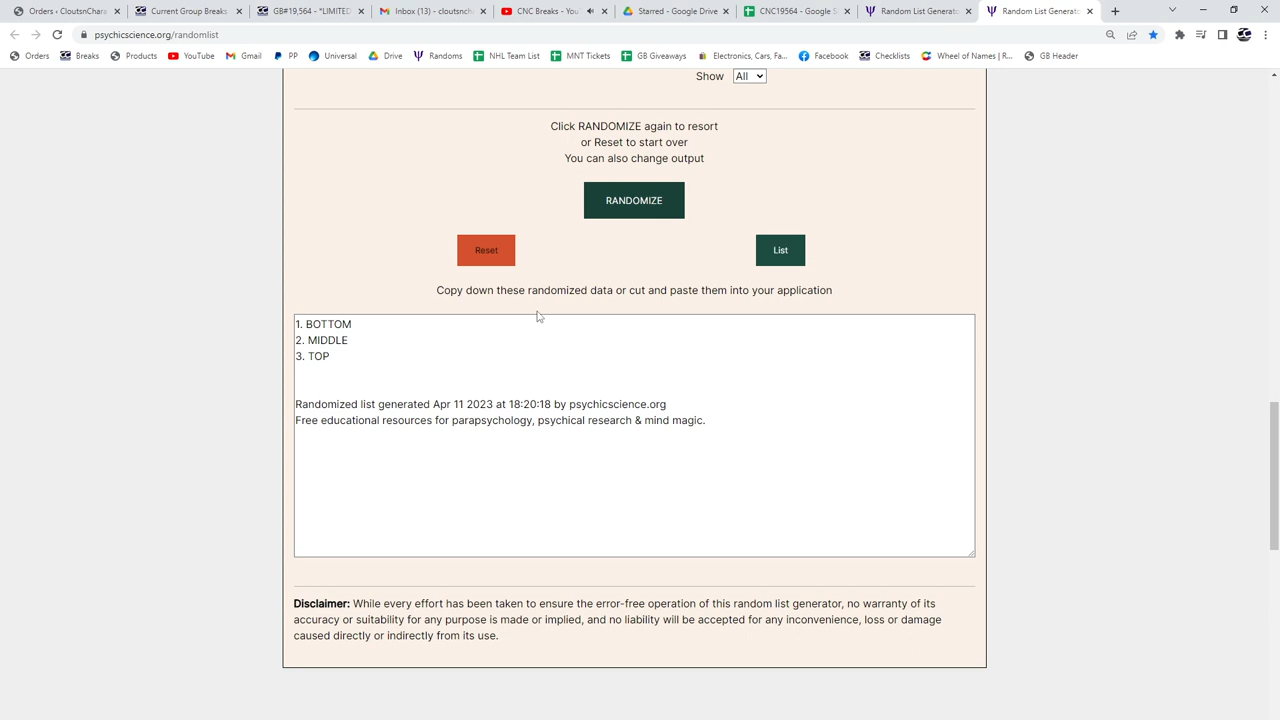 Orders ‹ CloutsnChara
Current Group Breaks
GB#19,564 - *LIMITED
Inbox (13) - cloutsnch
CNC Breaks - You
Starred - Google Drive
CNC19564 - Google S
Random List Generato
Random List Generato
psychicscience.org/randomlist
Orders
Breaks
Products
YouTube
Gmail
PP
Universal
Drive
Randoms
NHL Team List
MNT Tickets
GB Giveaways
Electronics, Cars, Fa...
Facebook
Checklists
Wheel of Names | R...
GB Header
Show All
Click RANDOMIZE again to resort
or Reset to start over
You can also change output
RANDOMIZE
Reset
List
Copy down these randomized data or cut and paste them into your application
1. BOTTOM
2. MIDDLE
3. TOP
Randomized list generated Apr 11 2023 at 18:20:18 by psychicscience.org
Free educational resources for parapsychology, psychical research & mind magic.
Disclaimer: While every effort has been taken to ensure the error-free operation of this random list generator, no warranty of its
accuracy or suitability for any purpose is made or implied, and no liability will be accepted for any inconvenience, loss or damage
caused directly or indirectly from its use.